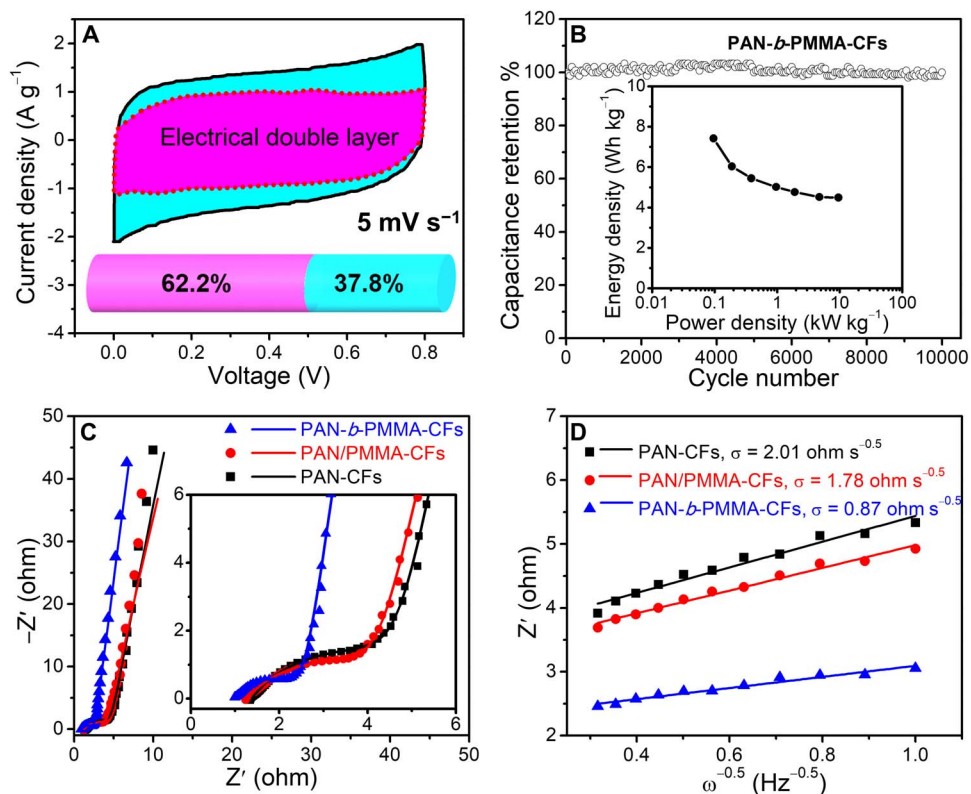 A
Current density (A g⁻¹)
2
1
0
-1
-2
-3
-4
Electrical double layer
5 mV s⁻¹
62.2%
37.8%
0.0
0.2
0.4
0.6
0.8
Voltage (V)
B
PAN-b-PMMA-CFs
Capacitance retention %
120
100
80
60
40
20
0
Energy density (Wh kg⁻¹)
8
6
4
2
0
0.01
0.1
1
10
100
Power density (kW kg⁻¹)
0
2000
4000
6000
8000
10000
Cycle number
C
PAN-b-PMMA-CFs
PAN/PMMA-CFs
PAN-CFs
−Z′ (ohm)
50
40
30
20
10
0
6
4
2
0
0
2
4
6
0
10
20
30
40
50
Z′ (ohm)
D
PAN-CFs, σ = 2.01 ohm s⁻⁰·⁵
PAN/PMMA-CFs, σ = 1.78 ohm s⁻⁰·⁵
PAN-b-PMMA-CFs, σ = 0.87 ohm s⁻⁰·⁵
Z′ (ohm)
7
6
5
4
3
2
0.4
0.6
0.8
1.0
ω⁻⁰·⁵ (Hz⁻⁰·⁵)